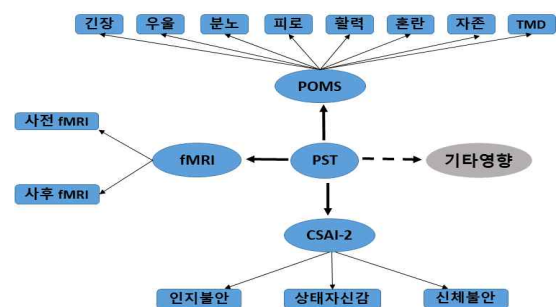 긴장 우울 분노 피로 활력 혼란 자존 TMD
POMS
사전 fMRI
fMRI PST 기타영향
사후 fMRI
CSAI-2
인지불안 상태자신감 신체불안